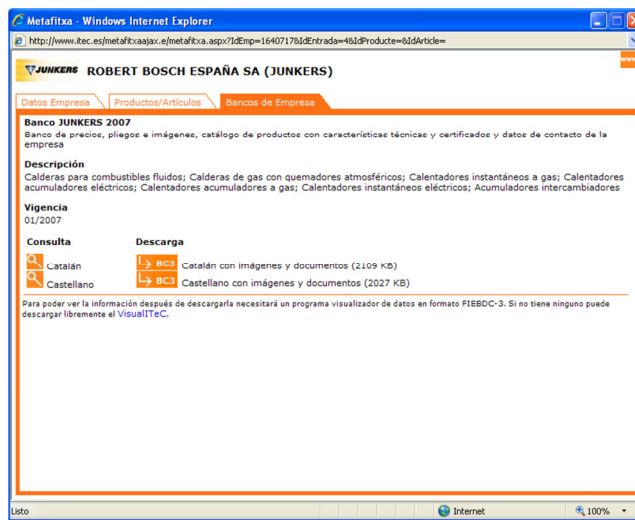 Metafitxa - Windows Internet Explorer
http://www.itec.es/metafitxaajax.e/metafitxa.aspx?IdEmp=1640717&IdEntrada=4&IdProducte=&IdArticle=
JUNKERS ROBERT BOSCH ESPAÑA SA (JUNKERS)
www
Datos Empresa Productos/Artículos Bancos de Empresa
Banco JUNKERS 2007
Banco de precios, pliegos e imágenes, catálogo de productos con características técnicas y certificados y datos de contacto de la
empresa
Descripción
Calderas para combustibles fluidos; Calderas de gas con quemadores atmosféricos; Calentadores instantáneos a gas; Calentadores
acumuladores eléctricos; Calentadores acumuladores a gas; Calentadores instantáneos eléctricos; Acumuladores intercambiadores
Vigencia
01/2007
Consulta Descarga
Catalán BC3 Catalán con imágenes y documentos (2109 KB)
Castellano BC3 Castellano con imágenes y documentos (2027 KB)
Para poder ver la información después de descargarla necesitará un programa visualizador de datos en formato FIEBDC-3. Si no tiene ninguno puede
descargar libremente el VisualITeC.
Listo Internet 100%